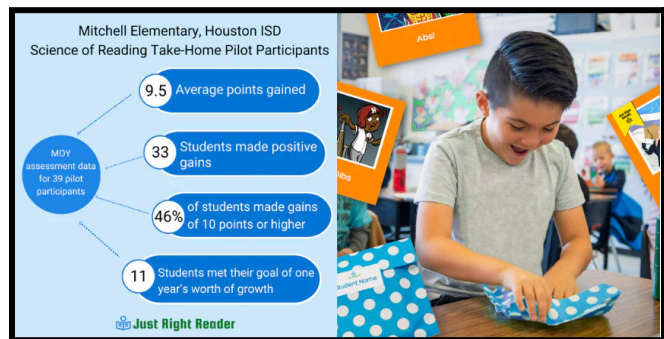 Mitchell Elementary, Houston ISD
Science of Reading Take-Home Pilot Participants
9.5 Average points gained
MOY
assessment data
for 39 pilot
participants
33 Students made positive
gains
46% of students made gains
of 10 points or higher
11 Students met their goal of one
year's worth of growth
Just Right Reader
Abs!
ibs
Student Name